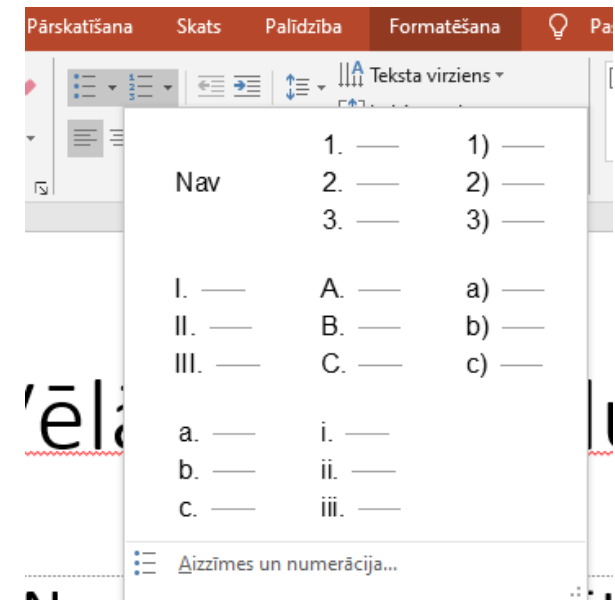 Pārskatīšana Skats Palīdzība Formatēšana
Teksta virziens
Nav
1.
2.
3.
1)
2)
3)
I.
II.
III.
A.
B.
C.
a)
b)
c)
a.
b.
c.
i.
ii.
iii.
Aizzīmes un numerācija...